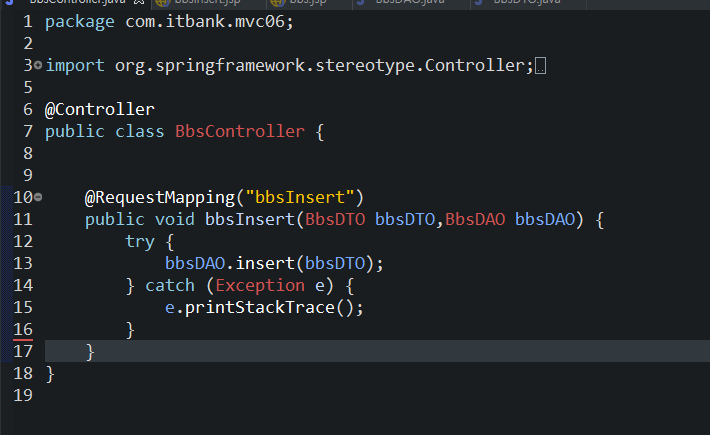 BbsController.java bbsInsert.jsp bbs.jsp BbsDAO.java BbsDTO.java
1 package com.itbank.mvc06;
2
3 import org.springframework.stereotype.Controller;
5
6 @Controller
7 public class BbsController {
8
9
10 @RequestMapping("bbsInsert")
11 public void bbsInsert(BbsDTO bbsDTO,BbsDAO bbsDAO) {
12 try {
13 bbsDAO.insert(bbsDTO);
14 } catch (Exception e) {
15 e.printStackTrace();
16 }
17 }
18 }
19